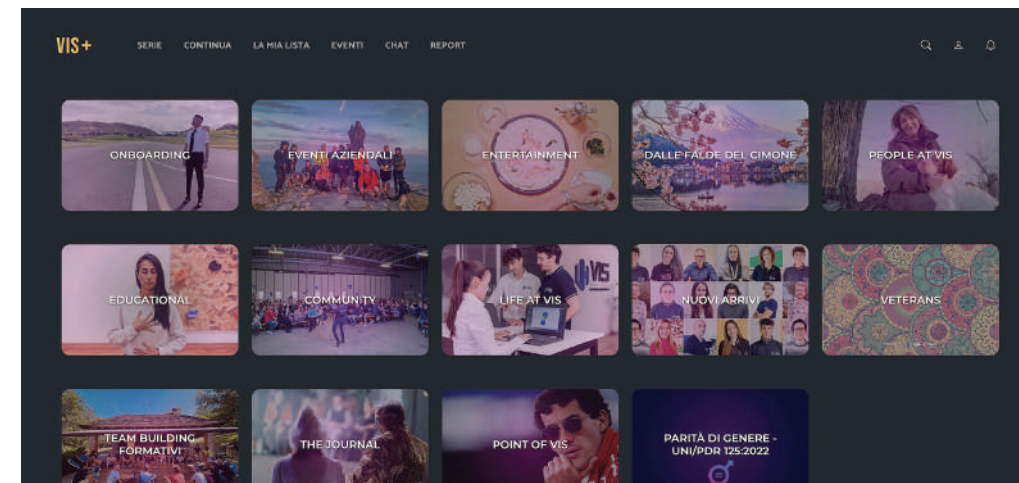 VIS+ SERIE CONTINUA LA MIA LISTA EVENTI CHAT REPORT
ONBOARDING
EVENTI AZIENDALI
ENTERTAINMENT
DALLE FALDE DEL CIMONE
PEOPLE AT VIS
EDUCATIONAL
COMMUNITY
LIFE AT VIS
VIS
NUOVI ARRIVI
VETERANS
TEAM BUILDING
FORMATIVI
THE JOURNAL
POINT OF VIS
PARITÀ DI GENERE -
UNI/PDR 125:2022